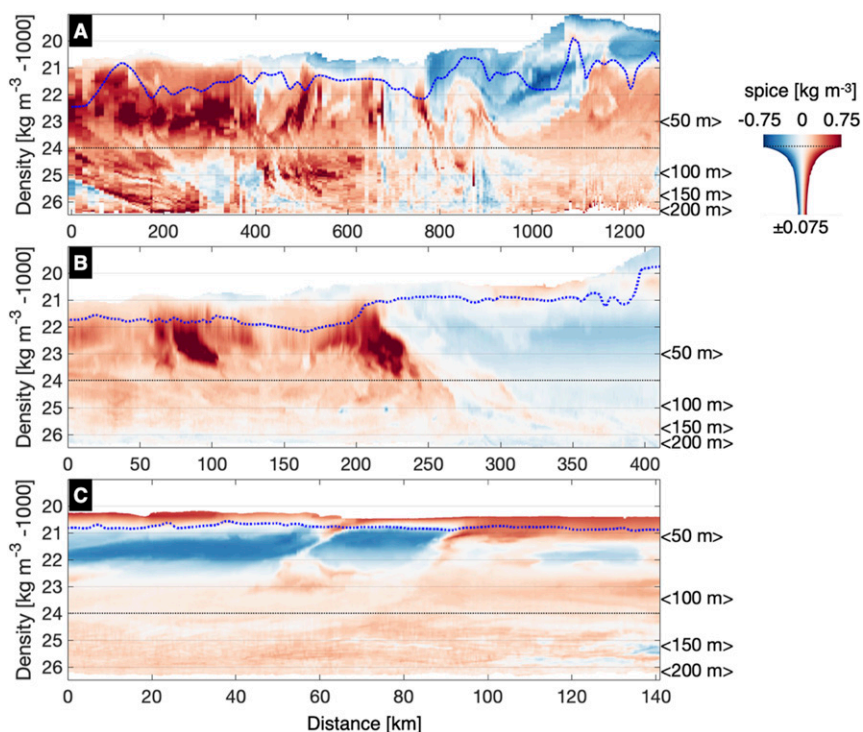 A
20
21
22
23
24
25
26
Density [kg m⁻³ -1000]
<50 m>
<100 m>
<150 m>
<200 m>
0 200 400 600 800 1000 1200
spice [kg m⁻³]
-0.75 0 0.75
±0.075
B
20
21
22
23
24
25
26
Density [kg m⁻³ -1000]
<50 m>
<100 m>
<150 m>
<200 m>
0 50 100 150 200 250 300 350 400
C
20
21
22
23
24
25
26
Density [kg m⁻³ -1000]
<50 m>
<100 m>
<150 m>
<200 m>
0 20 40 60 80 100 120 140
Distance [km]